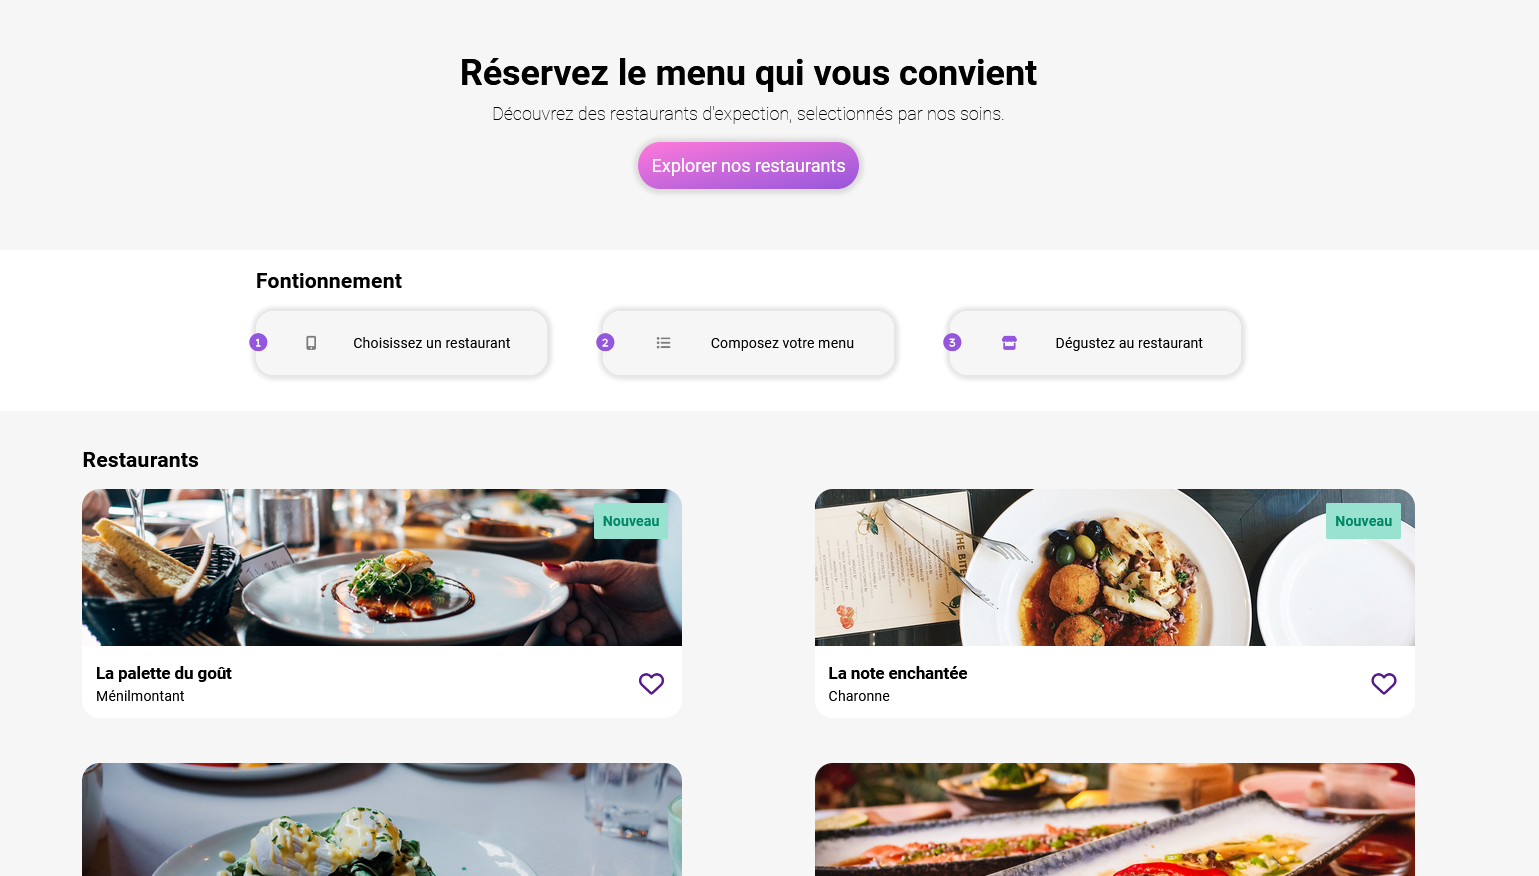 Réservez le menu qui vous convient
Découvrez des restaurants d'expection, selectionnés par nos soins.
Explorer nos restaurants
Fontionnement
1 Choisissez un restaurant
2 Composez votre menu
3 Dégustez au restaurant
Restaurants
Nouveau
La palette du goût
Ménilmontant
Nouveau
THE BITE
La note enchantée
Charonne